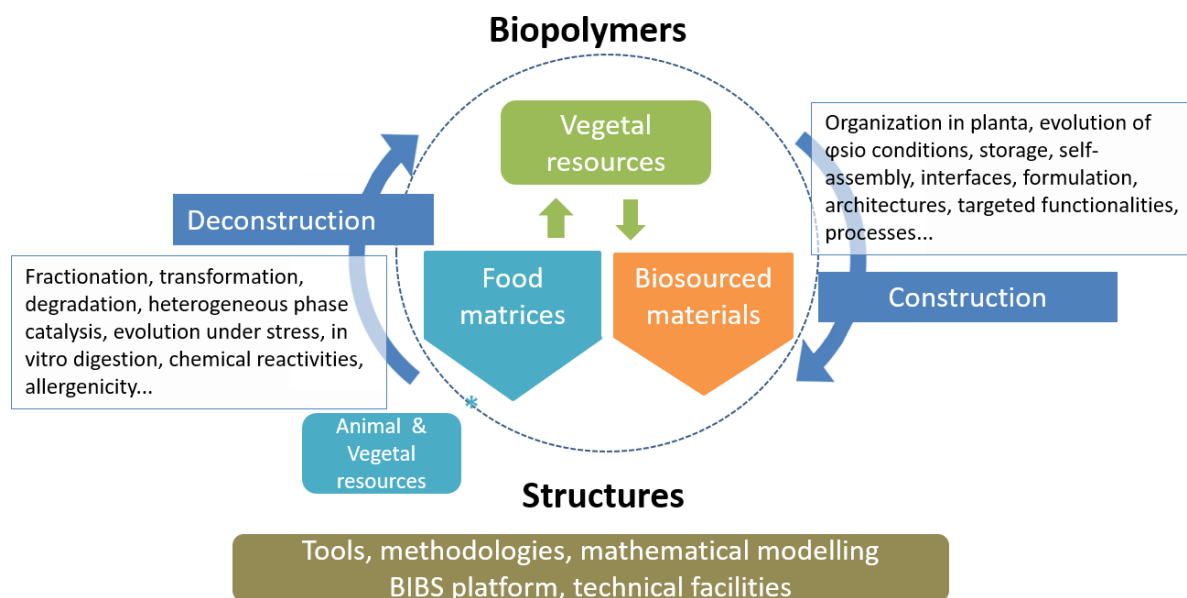 Biopolymers
Vegetal
resources
Organization in planta, evolution of
φsio conditions, storage, self-
assembly, interfaces, formulation,
architectures, targeted functionalities,
processes...
Deconstruction
Fractionation, transformation,
degradation, heterogeneous phase
catalysis, evolution under stress, in
vitro digestion, chemical reactivities,
allergenicity...
Food
matrices
Biosourced
materials
Construction
*
Animal & 
Vegetal
resources
Structures
Tools, methodologies, mathematical modelling
BIBS platform, technical facilities